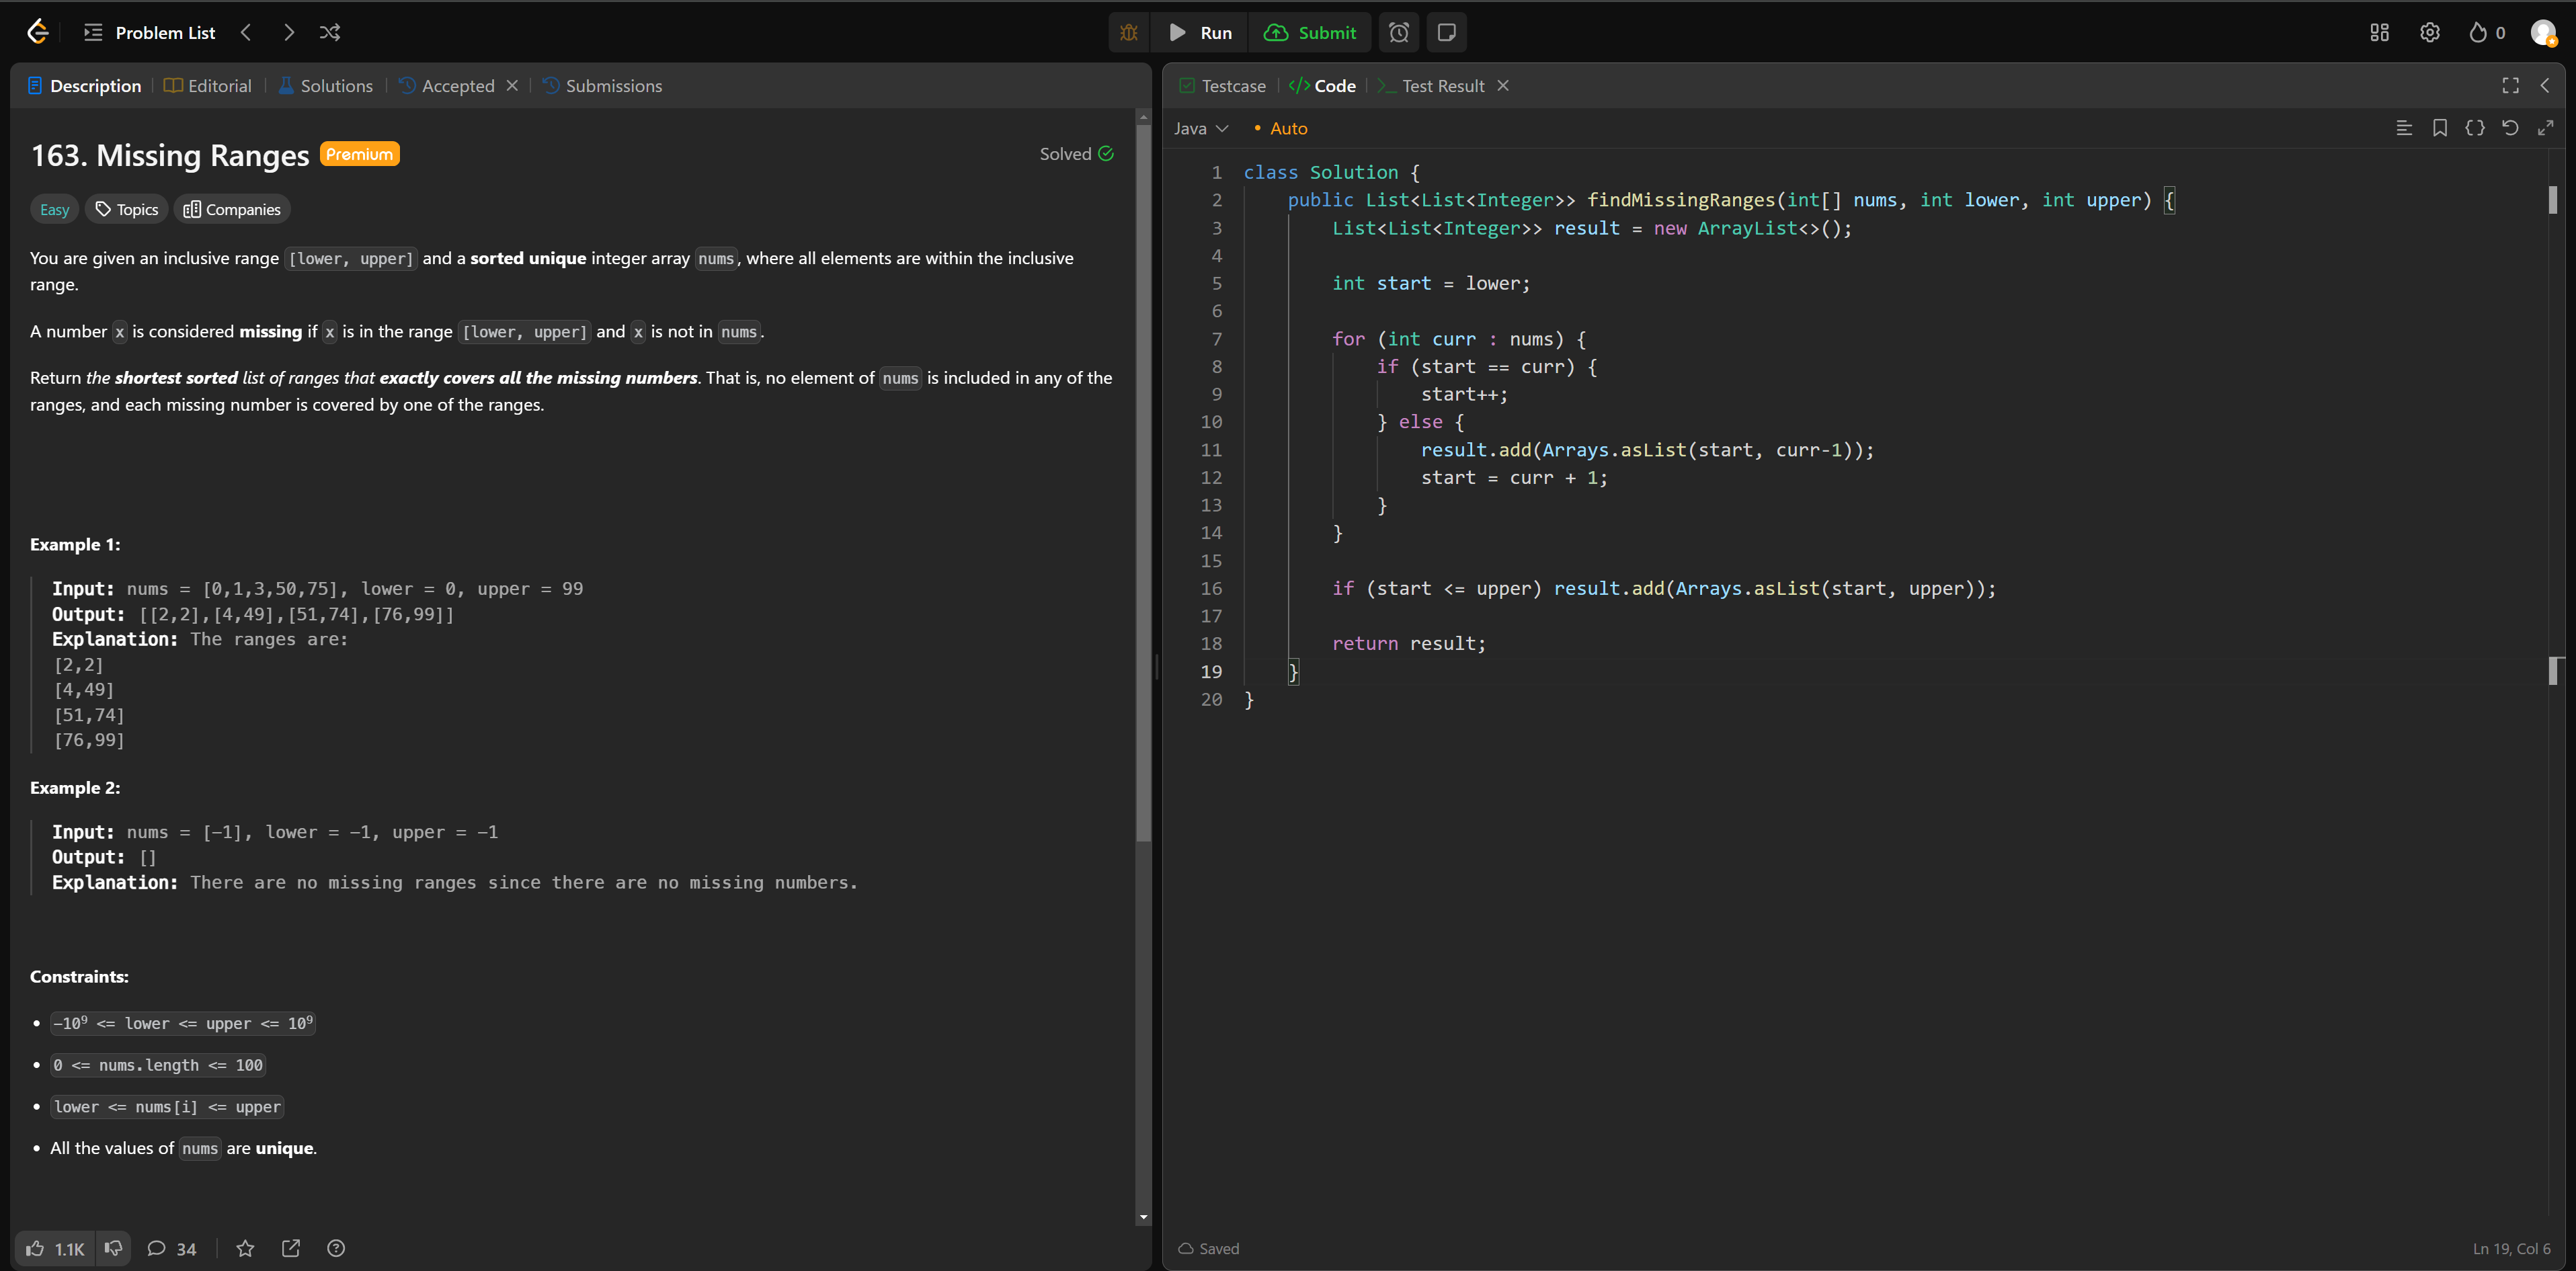 Problem List
Run
Submit
0
Description
Editorial
Solutions
Accepted
Submissions
163. Missing Ranges
Premium
Solved
Easy
Topics
Companies
You are given an inclusive range [lower, upper] and a sorted unique integer array nums, where all elements are within the inclusive
range.
A number x is considered missing if x is in the range [lower, upper] and x is not in nums.
Return the shortest sorted list of ranges that exactly covers all the missing numbers. That is, no element of nums is included in any of the
ranges, and each missing number is covered by one of the ranges.
Example 1:
Input: nums = [0,1,3,50,75], lower = 0, upper = 99
Output: [[2,2],[4,49],[51,74],[76,99]]
Explanation: The ranges are:
[2,2]
[4,49]
[51,74]
[76,99]
Example 2:
Input: nums = [-1], lower = -1, upper = -1
Output: []
Explanation: There are no missing ranges since there are no missing numbers.
Constraints:
• -10⁹ <= lower <= upper <= 10⁹
• 0 <= nums.length <= 100
• lower <= nums[i] <= upper
• All the values of nums are unique.
1.1K
34
Testcase
</> Code
Test Result
Java
• Auto
1 class Solution {
2     public List<List<Integer>> findMissingRanges(int[] nums, int lower, int upper) {
3         List<List<Integer>> result = new ArrayList<>();
4
5         int start = lower;
6
7         for (int curr : nums) {
8             if (start == curr) {
9                 start++;
10             } else {
11                 result.add(Arrays.asList(start, curr-1));
12                 start = curr + 1;
13             }
14         }
15
16         if (start <= upper) result.add(Arrays.asList(start, upper));
17
18         return result;
19     }
20 }
Saved
Ln 19, Col 6